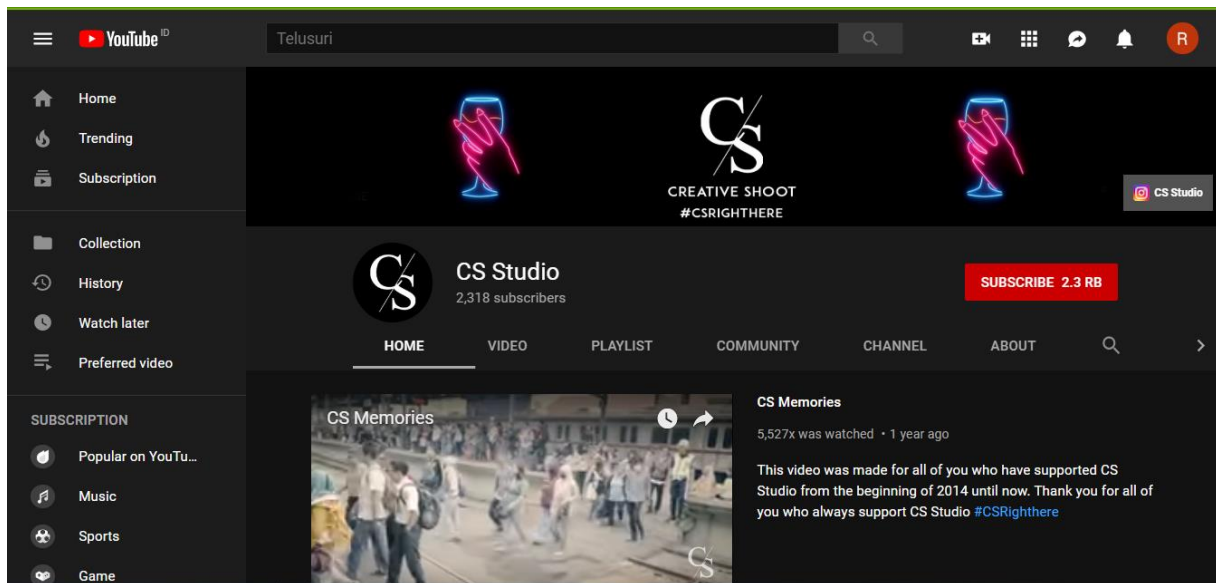 YouTube ID
Telusuri
R
Home
Trending
Subscription
Collection
History
Watch later
Preferred video
SUBSCRIPTION
Popular on YouTu...
Music
Sports
Game
CS
CREATIVE SHOOT
#CSRIGHTHERE
CS Studio
CS
CS Studio
2,318 subscribers
SUBSCRIBE 2.3 RB
HOME VIDEO PLAYLIST COMMUNITY CHANNEL ABOUT
CS Memories
CS
CS Memories
5,527x was watched • 1 year ago
This video was made for all of you who have supported CS
Studio from the beginning of 2014 until now. Thank you for all of
you who always support CS Studio #CSRighthere